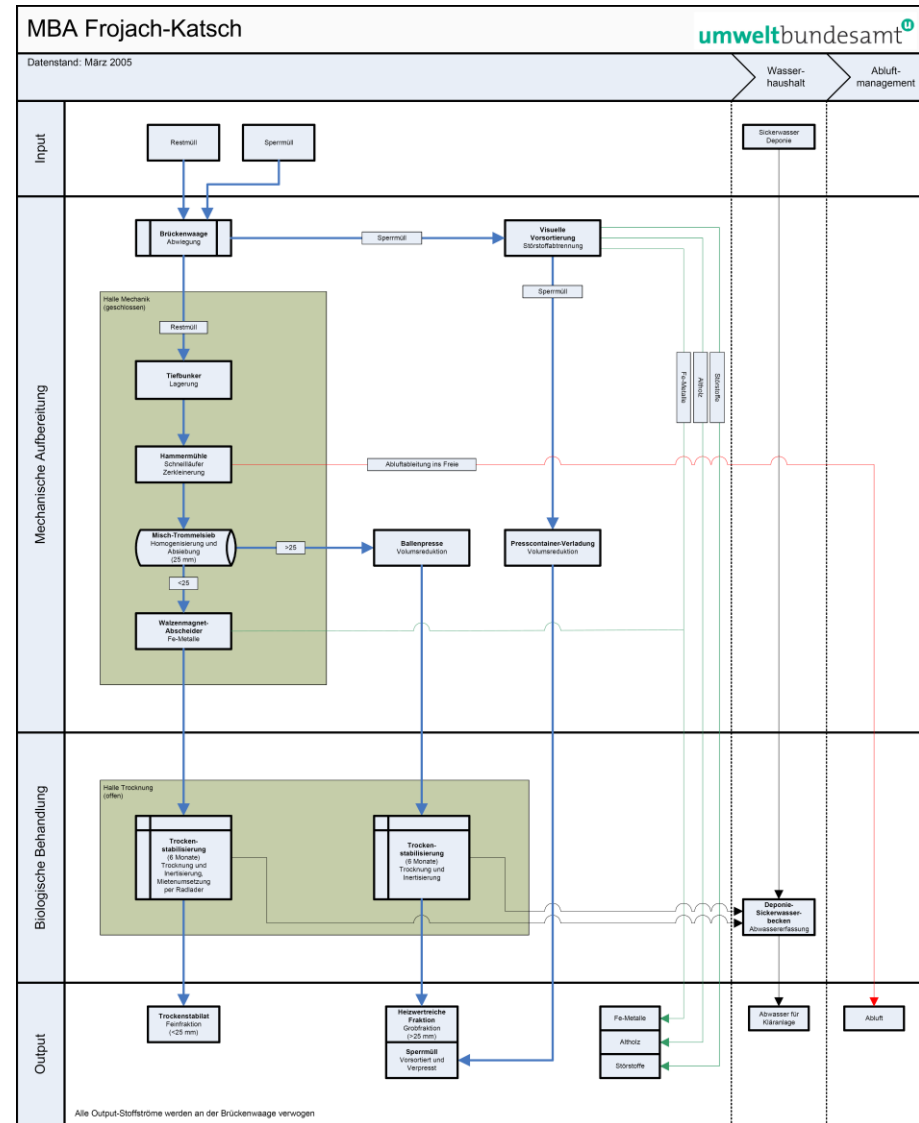 MBA Frojach-Katsch
umweltbundesamt
u
Datenstand: März 2005
Wasser-
haushalt
Abluft-
management
Input
Restmüll
Sperrmüll
Sickerwasser
Deponie
Mechanische Aufbereitung
Brückenwaage
Abwiegung
Sperrmüll
Visuelle
Vorsortierung
Störstoffabtrennung
Halle Mechanik
(geschlossen)
Sperrmüll
Restmüll
Fe-Metalle
Altholz
Störstoffe
Tiefbunker
Lagerung
Hammermühle
Schnellläufer
Zerkleinerung
Abluftableitung ins Freie
Misch-Trommelsieb
Homogenisierung und
Absiebung
(25 mm)
>25
Ballenpresse
Volumsreduktion
Presscontainer-Verladung
Volumsreduktion
<25
Walzenmagnet-
Abscheider
Fe-Metalle
Biologische Behandlung
Halle Trocknung
(offen)
Trocken-
stabilisierung
(6 Monate)
Trocknung und
Inertisierung,
Mietenumsetzung
per Radlader
Trocken-
stabilisierung
(6 Monate)
Trocknung und
Inertisierung
Deponie-
Sickerwasser-
becken
Abwassererfassung
Output
Trockenstabilat
Feinfraktion
(<25 mm)
Heizwertreiche
Fraktion
Grobfraktion
(>25 mm)
Sperrmüll
Vorsortiert und
Verpresst
Fe-Metalle
Altholz
Störstoffe
Abwasser für
Kläranlage
Abluft
Alle Output-Stoffströme werden an der Brückenwaage verwogen